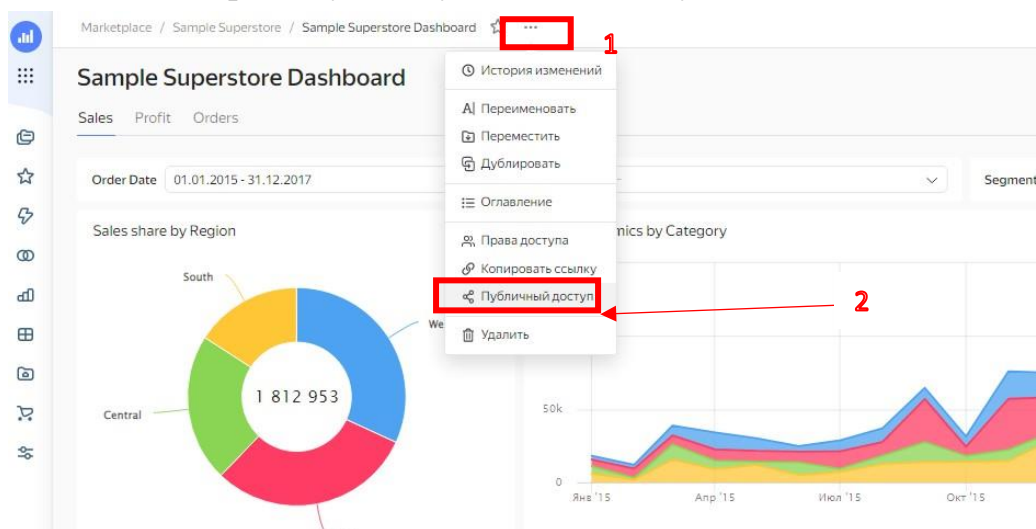 Marketplace / Sample Superstore / Sample Superstore Dashboard ...
1
Sample Superstore Dashboard
Sales Profit Orders
История изменений
Переименовать
Переместить
Дублировать
Оглавление
Права доступа
Копировать ссылку
Публичный доступ
Удалить
2
Order Date 01.01.2015 - 31.12.2017
Segment
Sales share by Region
by Category
South
Central
1 812 953
50k
0
Янв '15 Апр '15 Июл '15 Окт '15